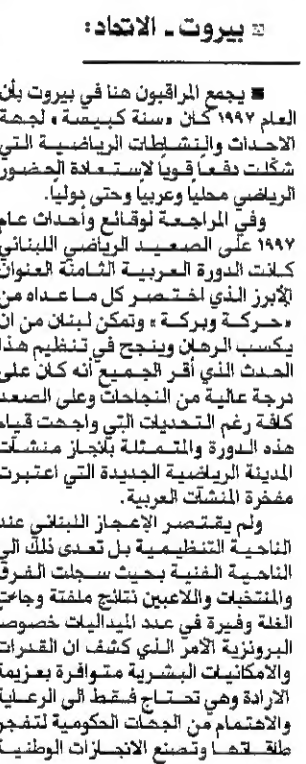 بيروت ـ الاتحاد:
■ يجمع المراقبون هنا في بيروت بأن
العام ١٩٩٧ كان «سنة كبيسة» لجهة
الاحداث والنشاطات الرياضية التي
شكلت دفعاً قوياً لإستعادة الحضور
الرياضي محلياً وعربياً وحتى دولياً.
وفي المراجعة لوقائع وأحداث عام
١٩٩٧ على الصعيد الرياضي اللبناني
كانت الدورة العربية الثامنة العنوان
الأبرز الذي اختصر كل ما عداه من
«حركة وبركة» وتمكن لبنان من ان
يكسب الرهان وينجح في تنظيم هذا
الحدث الذي أقر الجميع أنه كان على
درجة عالية من النجاحات وعلى الصعد
كافة رغم التحديات التي واجهت قيام
هذه الدورة والمتمثلة بانجاز منشآت
المدينة الرياضية الجديدة التي اعتبرت
مفخرة المنشآت العربية.
ولم يقتصر الإعجاز اللبناني عند
الناحية التنظيمية بل تعدى ذلك الى
الناحية الفنية بحيث سجلت الفرق
والمنتخبات واللاعبين نتائج ملفتة وجاءت
الغلة وفيرة في عدد الميداليات خصوصا
البرونزية الأمر الذي كشف ان القدرات
والامكانيات البشرية متوافرة بعزيمة
الارادة وهي تحتاج فقط الى الرعاية
والاهتمام من الجهات الحكومية لتفجر
طاقاتها وتصنع الانجازات الوطنية